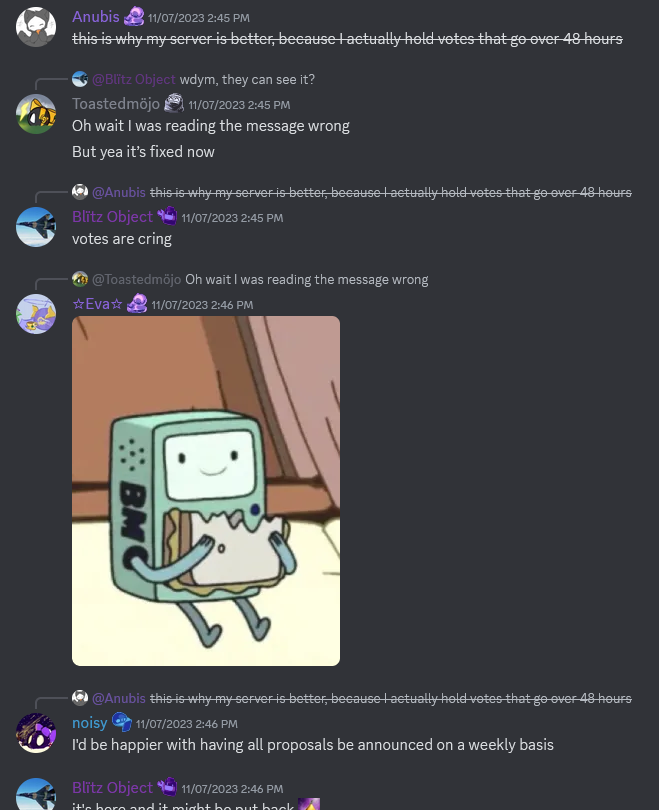 Anubis 11/07/2023 2:45 PM
this is why my server is better, because I actually hold votes that go over 48 hours
@Blïtz Object wdym, they can see it?
Toastedmöjo 11/07/2023 2:45 PM
Oh wait I was reading the message wrong
But yea it’s fixed now
@Anubis this is why my server is better, because I actually hold votes that go over 48 hours
Blïtz Object 11/07/2023 2:45 PM
votes are cring
@Toastedmöjo Oh wait I was reading the message wrong
☆Eva☆ 11/07/2023 2:46 PM
BMO
@Anubis this is why my server is better, because I actually hold votes that go over 48 hours
noisy 11/07/2023 2:46 PM
I'd be happier with having all proposals be announced on a weekly basis
Blïtz Object 11/07/2023 2:46 PM
it's here and it might be put back